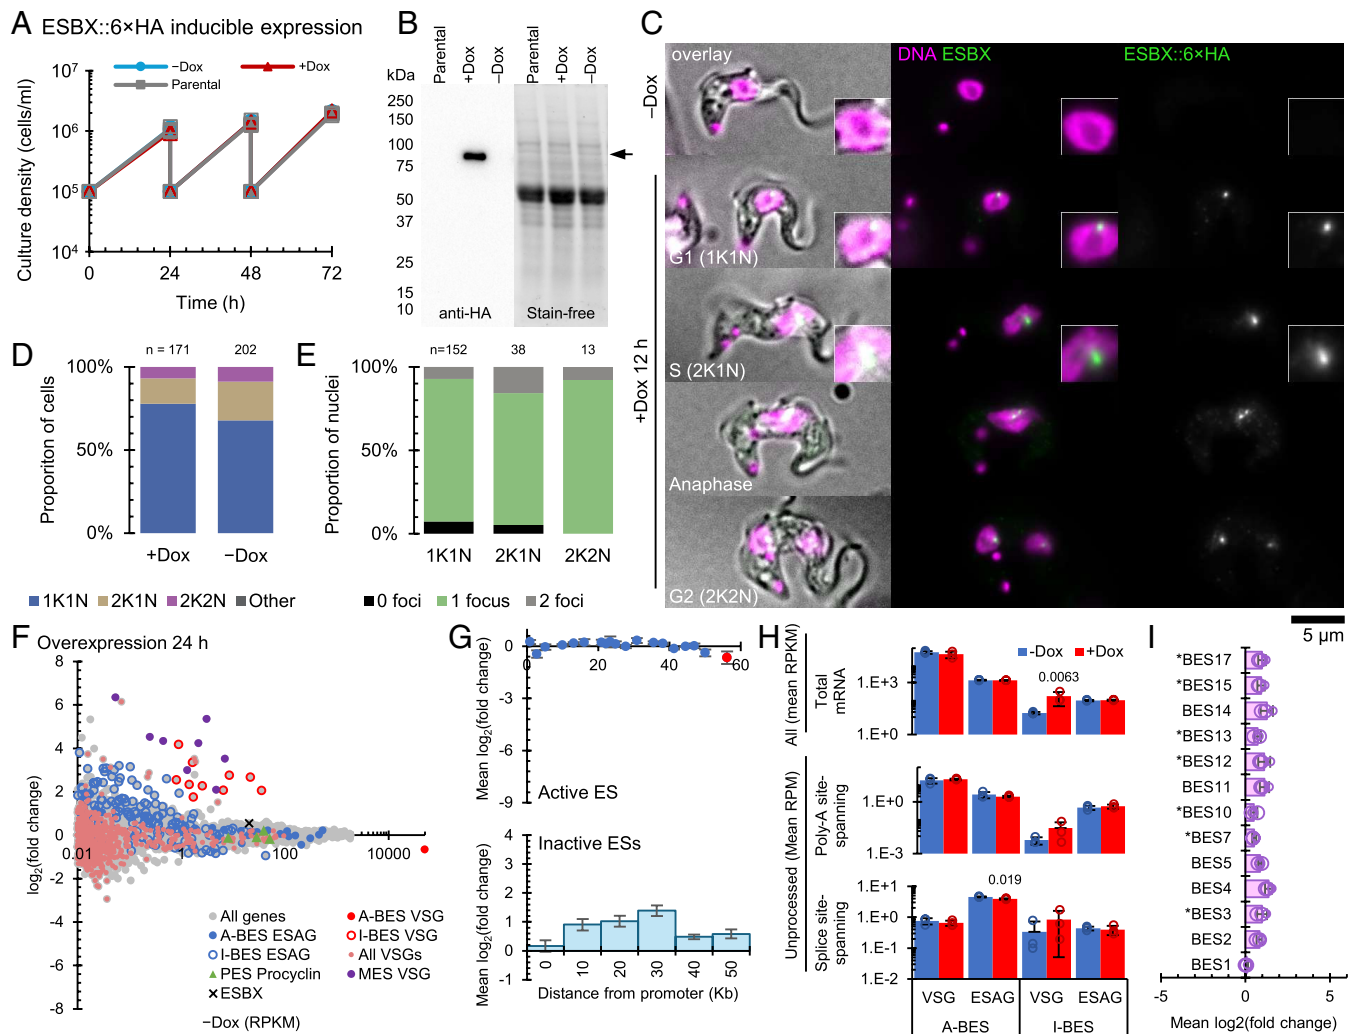 A ESBX::6×HA inducible expression
−Dox
+Dox
Parental
Culture density (cells/ml)
10⁷
10⁶
10⁵
10⁴
0 24 48 72
Time (h)
B
Parental +Dox −Dox Parental +Dox −Dox
kDa
250
150
100
75
50
37
25
15
10
anti-HA
Stain-free
C
overlay
DNA ESBX
ESBX::6×HA
−Dox
+Dox 12 h
G1 (1K1N)
S (2K1N)
Anaphase
G2 (2K2N)
5 µm
D
n = 171 202
Proporiton of cells
100%
50%
0%
+Dox −Dox
1K1N 2K1N 2K2N Other
E
n=152 38 13
Proportion of nuclei
100%
50%
0%
1K1N 2K1N 2K2N
0 foci 1 focus 2 foci
F Overexpression 24 h
log₂(fold change)
8
6
4
2
0
-2
-4
-6
-8
0.01 1 100 10000
All genes
A-BES ESAG
I-BES ESAG
PES Procyclin
ESBX
A-BES VSG
I-BES VSG
All VSGs
MES VSG
−Dox (RPKM)
G
Mean log₂(fold change)
0
-3
-6
-9
0 20 40 60
Active ES
Inactive ESs
Mean log₂(fold change)
4
3
2
1
0
-1
0 10 20 30 40 50
Distance from promoter (Kb)
H
-Dox +Dox
All (mean RPKM)
Total mRNA
1.E+3
1.E+0
0.0063
Unprocessed (Mean RPM)
Poly-A site-spanning
1.E+0
1.E-3
Splice site-spanning
1.E+1
1.E+0
1.E-1
1.E-2
0.019
VSG ESAG VSG ESAG
A-BES I-BES
I
*BES17
*BES15
BES14
*BES13
*BES12
BES11
*BES10
*BES7
BES5
BES4
*BES3
BES2
BES1
-5 0 5
Mean log2(fold change)